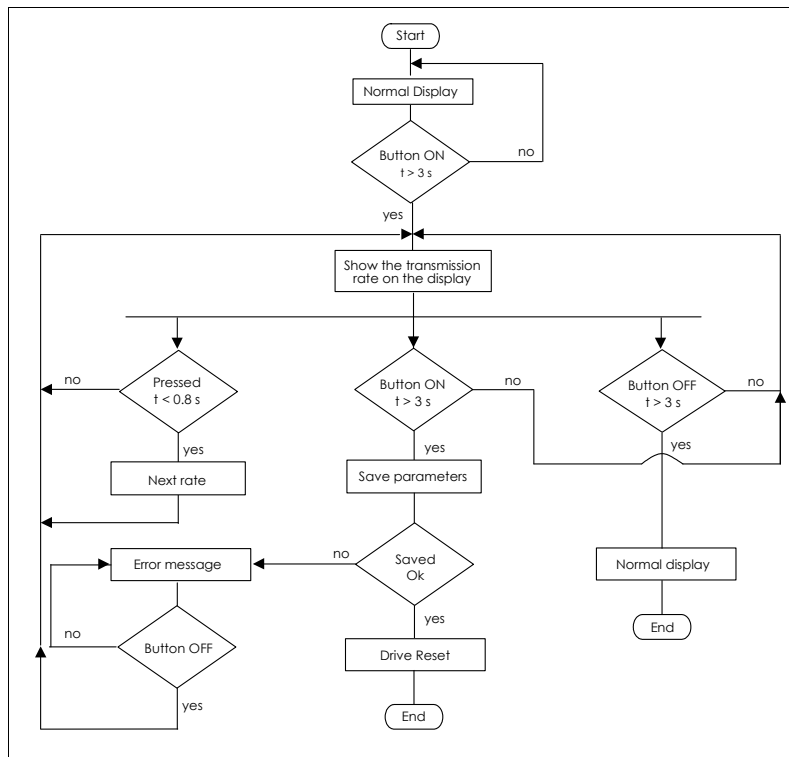 Start
Normal Display
Button ON
t > 3 s
no
yes
Show the transmission
rate on the display
no
Pressed
t < 0.8 s
yes
Next rate
Button ON
t > 3 s
no
yes
Save parameters
Button OFF
t > 3 s
no
yes
Error message
no
Saved
Ok
yes
Normal display
End
no
Button OFF
yes
Drive Reset
End